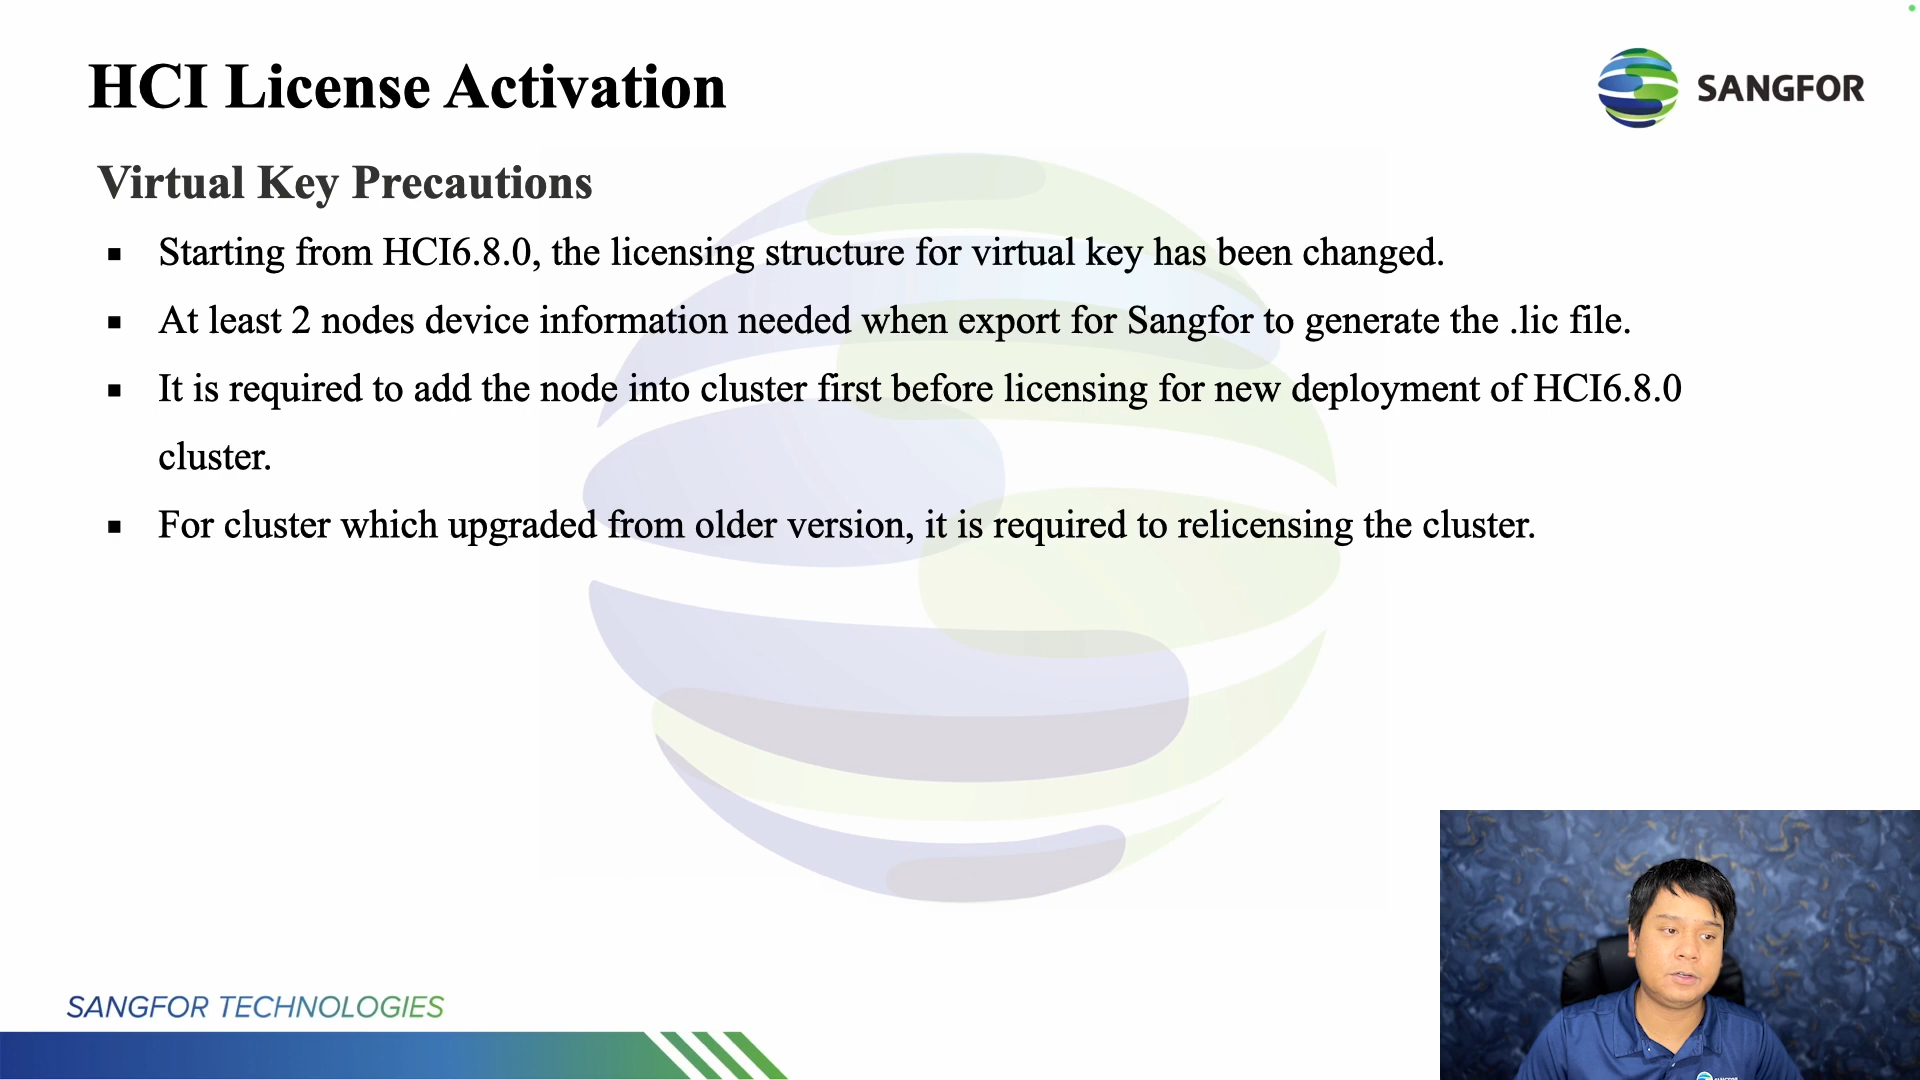 HCI License Activation
SANGFOR
Virtual Key Precautions
▪ Starting from HCI6.8.0, the licensing structure for virtual key has been changed.
▪ At least 2 nodes device information needed when export for Sangfor to generate the .lic file.
▪ It is required to add the node into cluster first before licensing for new deployment of HCI6.8.0
cluster.
▪ For cluster which upgraded from older version, it is required to relicensing the cluster.
SANGFOR TECHNOLOGIES